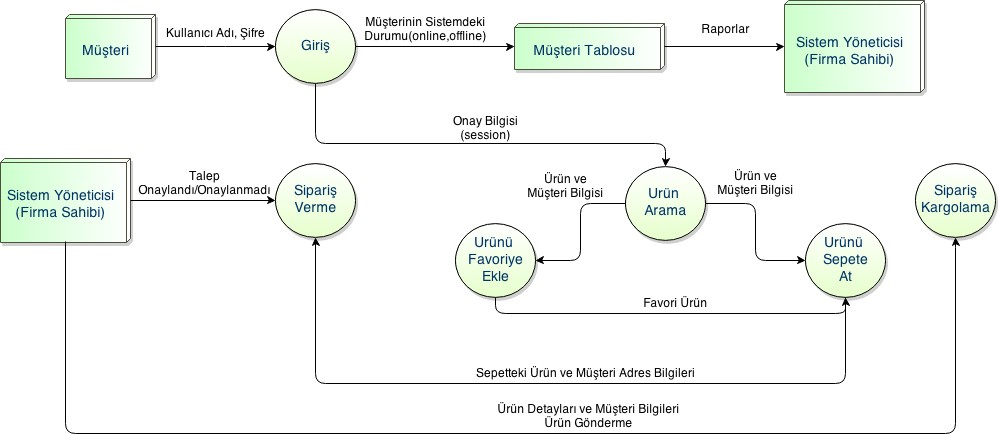 Müşteri
Kullanıcı Adı, Şifre
Giriş
Müşterinin Sistemdeki
Durumu(online,offline)
Müşteri Tablosu
Raporlar
Sistem Yöneticisi
(Firma Sahibi)
Onay Bilgisi
(session)
Sistem Yöneticisi
(Firma Sahibi)
Talep
Onaylandı/Onaylanmadı
Sipariş
Verme
Ürün ve
Müşteri Bilgisi
Urün
Arama
Ürün ve
Müşteri Bilgisi
Sipariş
Kargolama
Urünü
Favoriye
Ekle
Urünü
Sepete
At
Favori Ürün
Sepetteki Ürün ve Müşteri Adres Bilgileri
Ürün Detayları ve Müşteri Bilgileri
Ürün Gönderme